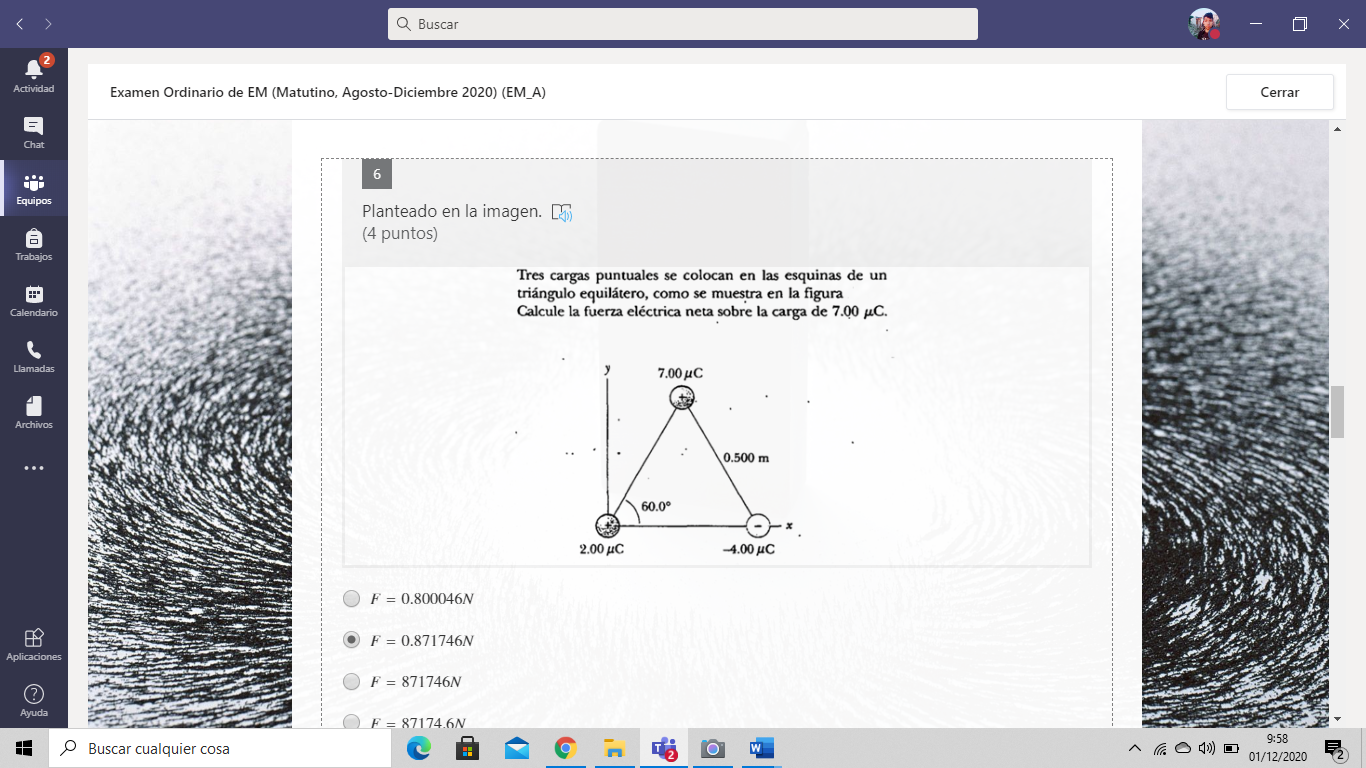 Buscar
2
Actividad
Chat
Equipos
Trabajos
Calendario
Llamadas
Archivos
Aplicaciones
Ayuda
Examen Ordinario de EM (Matutino, Agosto-Diciembre 2020) (EM_A)
Cerrar
6
Planteado en la imagen.
(4 puntos)
Tres cargas puntuales se colocan en las esquinas de un
triángulo equilátero, como se muestra en la figura
Calcule la fuerza eléctrica neta sobre la carga de 7.00 μC.
y
7.00 μC
+
0.500 m
60.0°
+
-
x
2.00 μC
-4.00 μC
F = 0.800046N
F = 0.871746N
F = 871746N
F = 87174.6N
Buscar cualquier cosa
2
9:58
01/12/2020
2